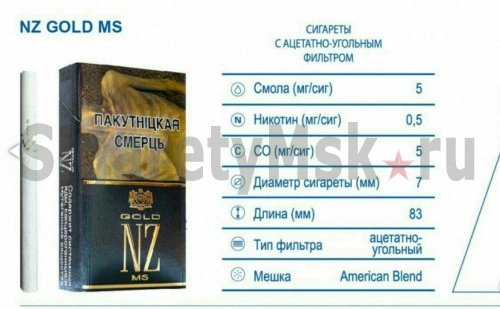 NZ GOLD MS
СИГАРЕТЫ
С АЦЕТАТНО-УГОЛЬНЫМ
ФИЛЬТРОМ
Смола (мг/сиг) 5
N Никотин (мг/сиг) 0,5
C СО (мг/сиг) 5
Диаметр сигареты (мм) 7
Длина (мм) 83
Тип фильтра ацетатно-
угольный
Мешка American Blend
ПАКУТНІЦКАЯ
СМЕРЦЬ
NZ
GOLD
NZ
MS
SigaretyMsk★ru